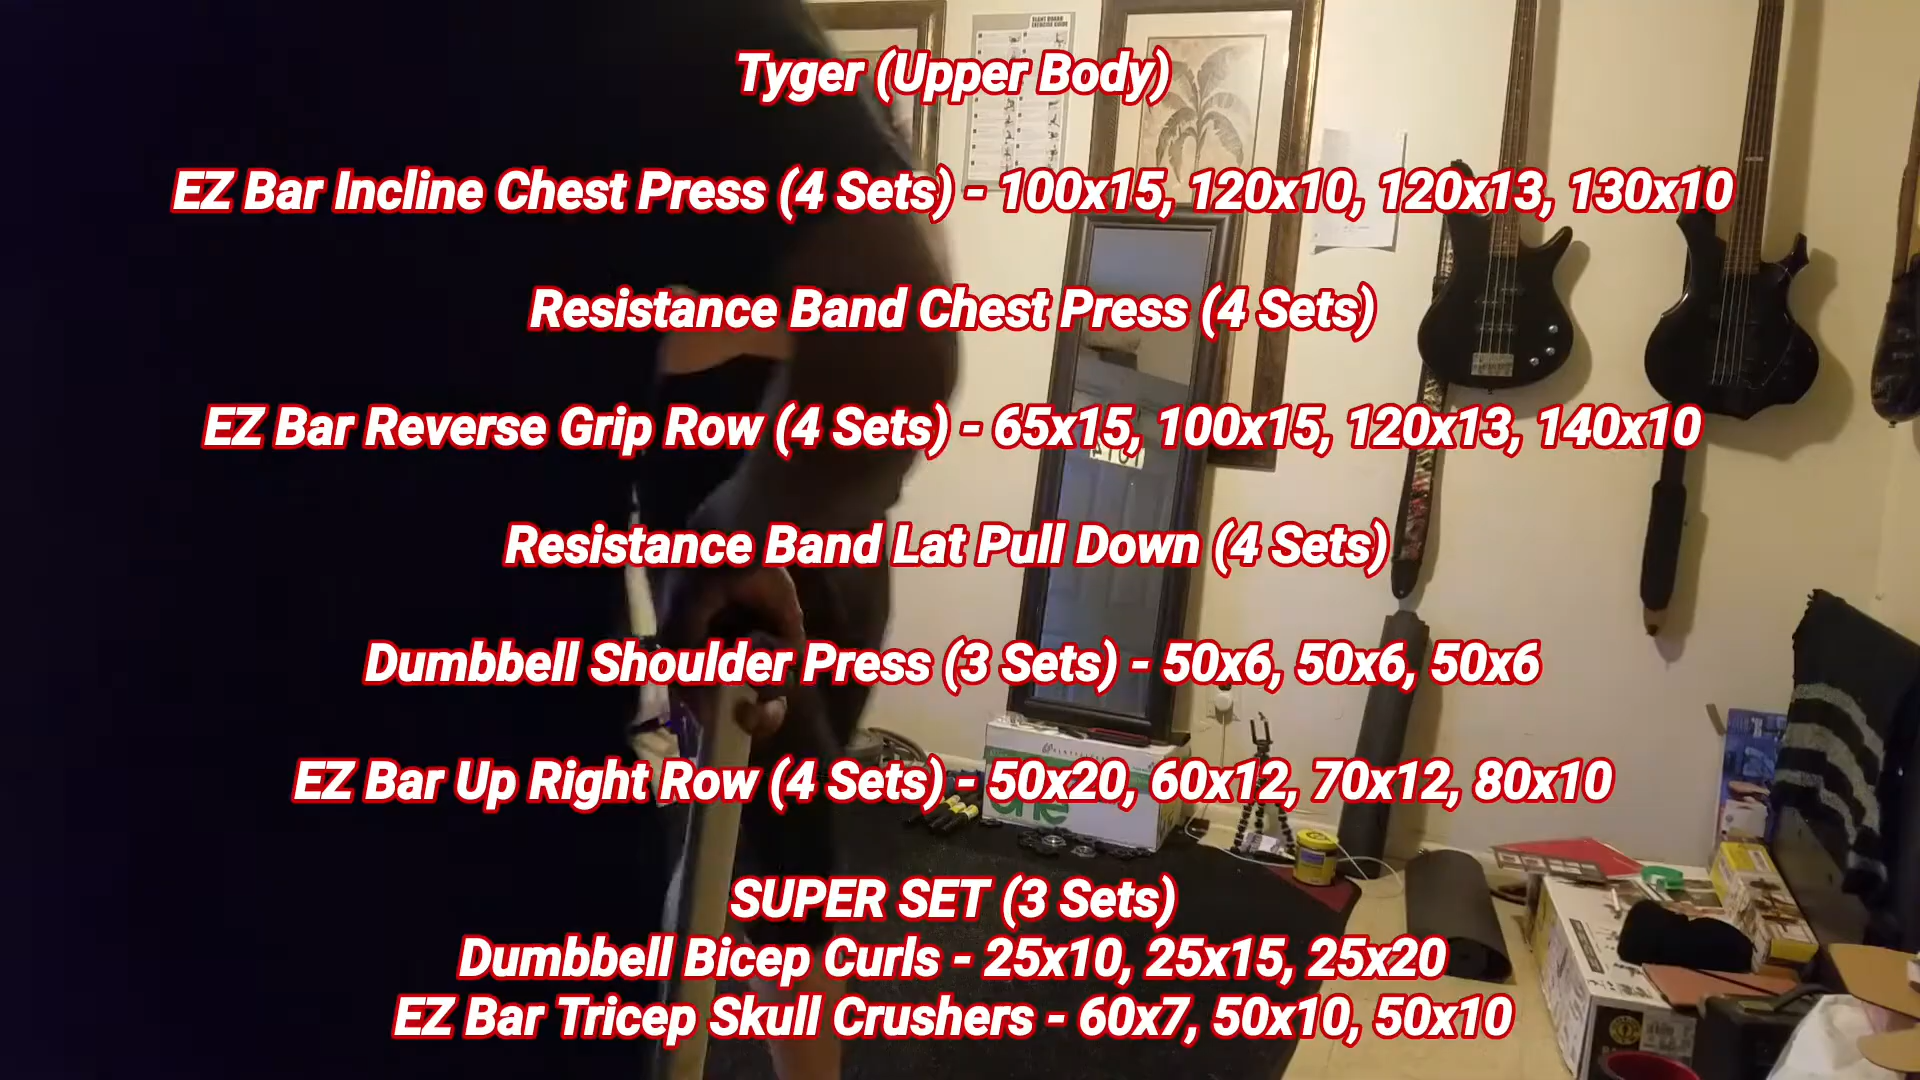 Tyger (Upper Body)
EZ Bar Incline Chest Press (4 Sets) - 100x15, 120x10, 120x13, 130x10
Resistance Band Chest Press (4 Sets)
EZ Bar Reverse Grip Row (4 Sets) - 65x15, 100x15, 120x13, 140x10
Resistance Band Lat Pull Down (4 Sets)
Dumbbell Shoulder Press (3 Sets) - 50x6, 50x6, 50x6
EZ Bar Up Right Row (4 Sets) - 50x20, 60x12, 70x12, 80x10
SUPER SET (3 Sets)
Dumbbell Bicep Curls - 25x10, 25x15, 25x20
EZ Bar Tricep Skull Crushers - 60x7, 50x10, 50x10